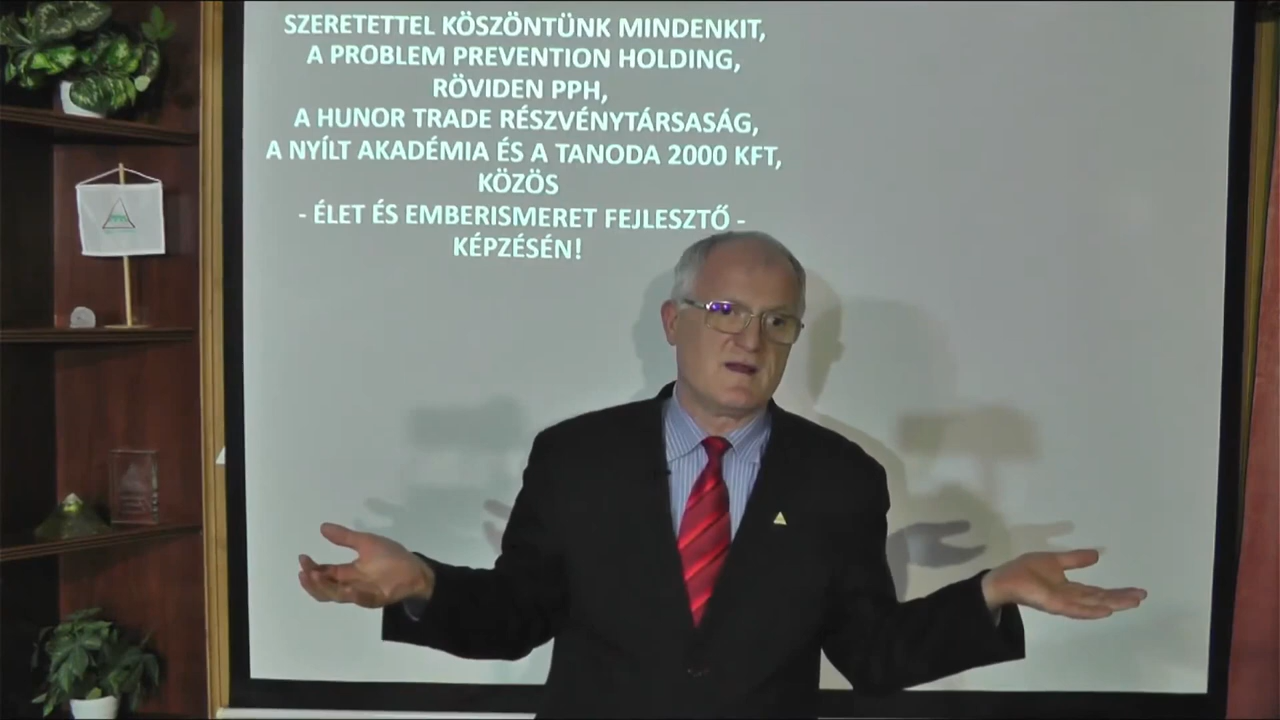 SZERETETTEL KÖSZÖNTÜNK MINDENKIT,
A PROBLEM PREVENTION HOLDING,
RÖVIDEN PPH,
A HUNOR TRADE RÉSZVÉNYTÁRSASÁG,
A NYÍLT AKADÉMIA ÉS A TANODA 2000 KFT,
KÖZÖS
- ÉLET ÉS EMBERISMERET FEJLESZTŐ -
KÉPZÉSÉN!